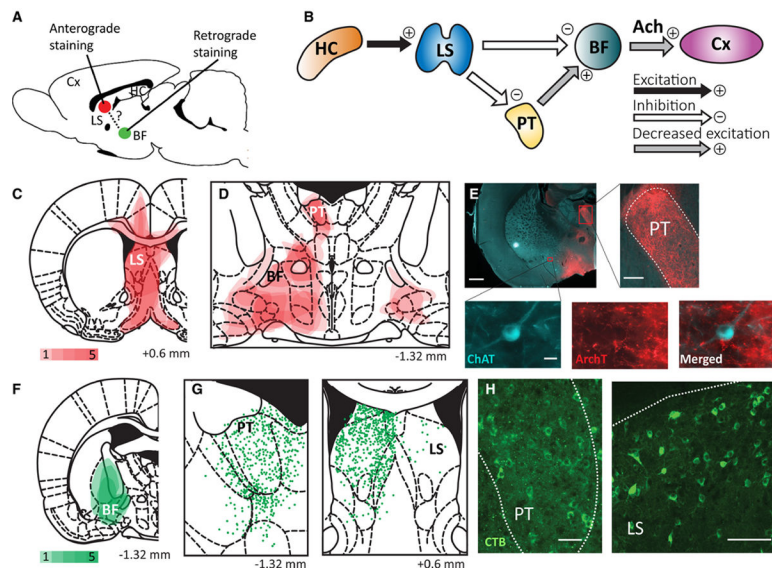 A
Anterograde
staining
Retrograde
staining
Cx
HC
LS
?
BF
B
HC
LS
BF
Ach
Cx
PT
Excitation
Inhibition
Decreased excitation
C
LS
1 5
+0.6 mm
D
PT
BF
-1.32 mm
E
PT
ChAT
ArchT
Merged
F
BF
1 5
-1.32 mm
G
PT
-1.32 mm
LS
+0.6 mm
H
PT
CTB
LS